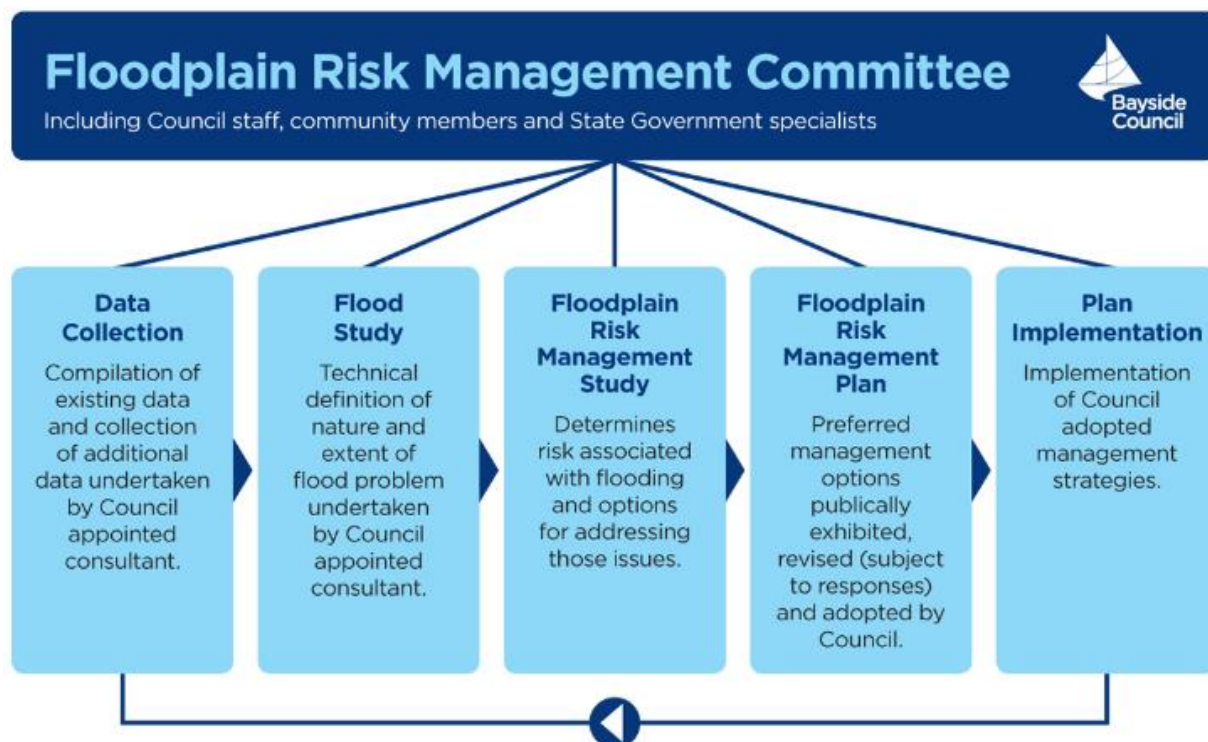 Floodplain Risk Management Committee
Including Council staff, community members and State Government specialists
Bayside
Council
Data
Collection
Compilation of
existing data
and collection
of additional
data undertaken
by Council
appointed
consultant.
Flood
Study
Technical
definition of
nature and
extent of
flood problem
undertaken
by Council
appointed
consultant.
Floodplain
Risk
Management
Study
Determines
risk associated
with flooding
and options
for addressing
those issues.
Floodplain
Risk
Management
Plan
Preferred
management
options
publically
exhibited,
revised (subject
to responses)
and adopted by
Council.
Plan
Implementation
Implementation
of Council
adopted
management
strategies.